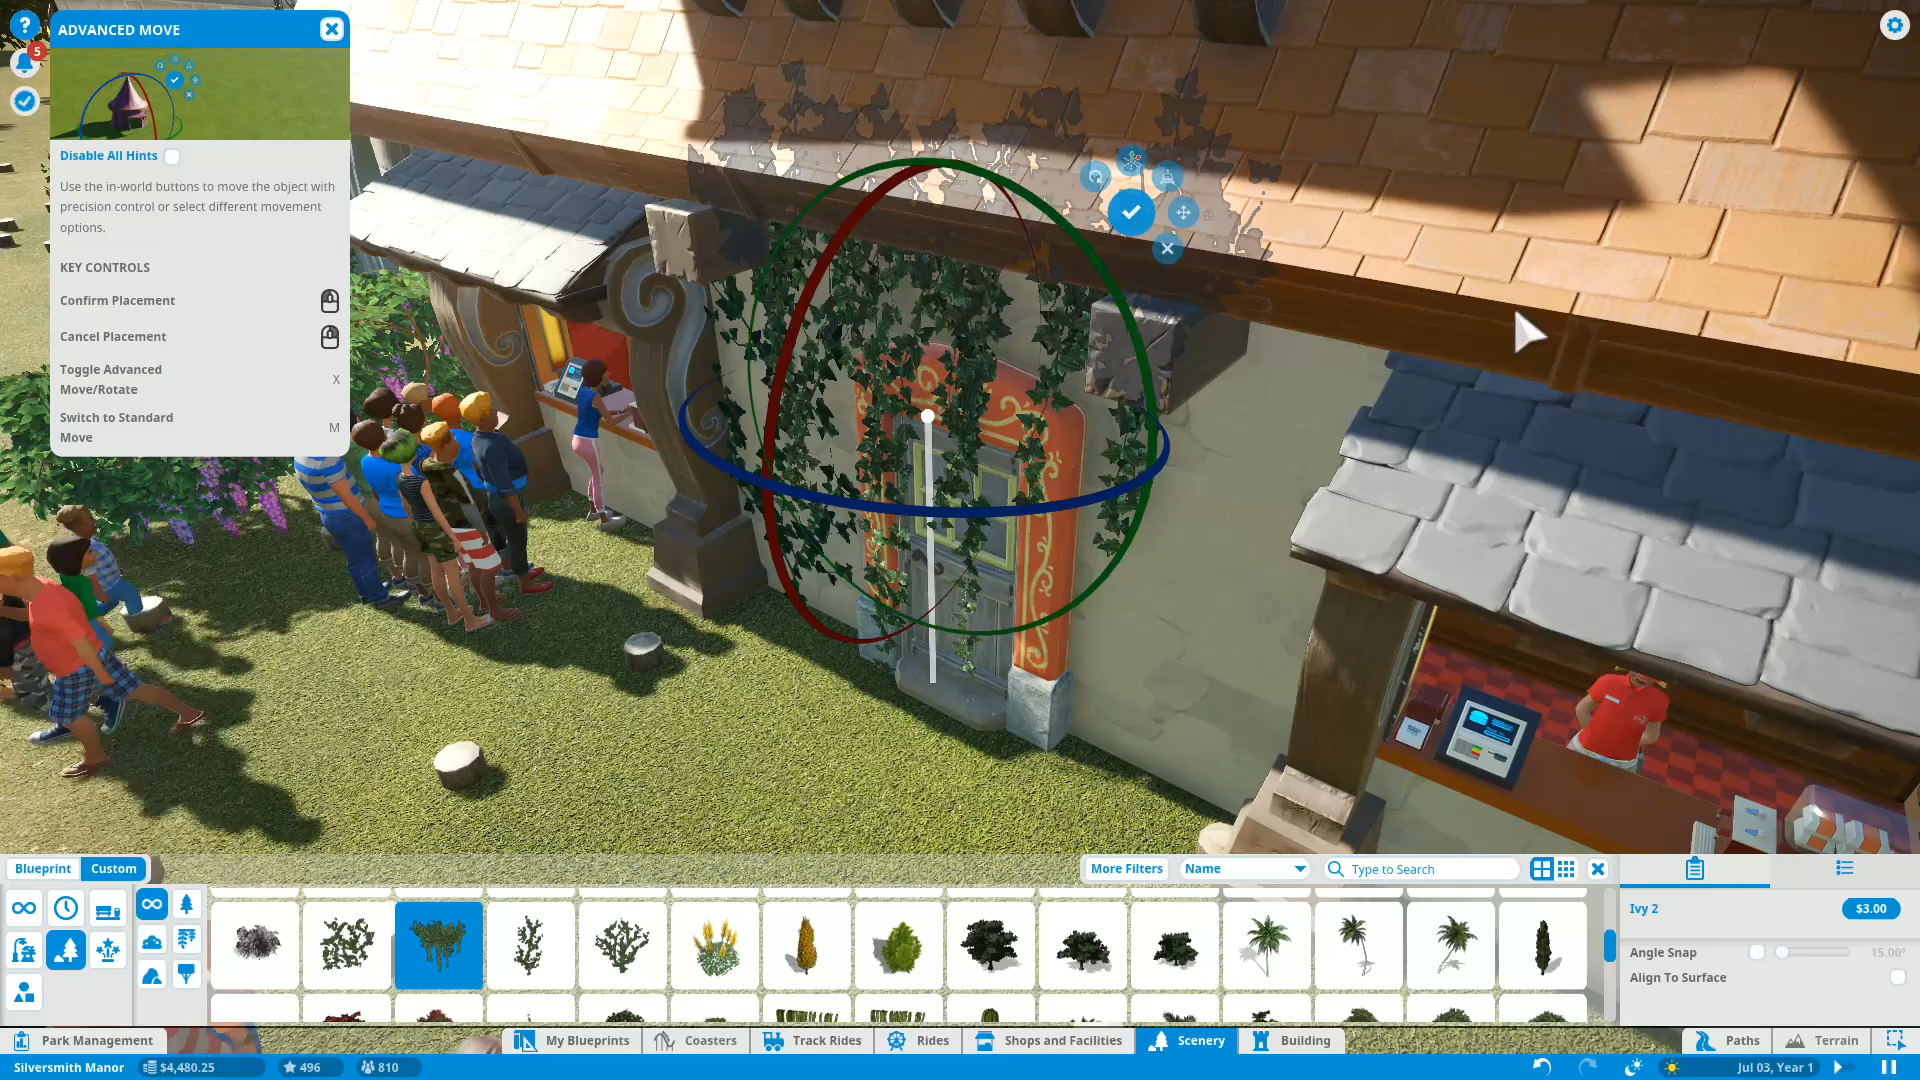 ?
5
ADVANCED MOVE
Disable All Hints
Use the in-world buttons to move the object with
precision control or select different movement
options.
KEY CONTROLS
Confirm Placement
Cancel Placement
Toggle Advanced
Move/Rotate
X
Switch to Standard
Move
M
Blueprint
Custom
More Filters
Name
Type to Search
Ivy 2
$3.00
Angle Snap
15.00°
Align To Surface
Park Management
My Blueprints
Coasters
Track Rides
Rides
Shops and Facilities
Scenery
Building
Paths
Terrain
Silversmith Manor
$4,480.25
496
810
Jul 03, Year 1